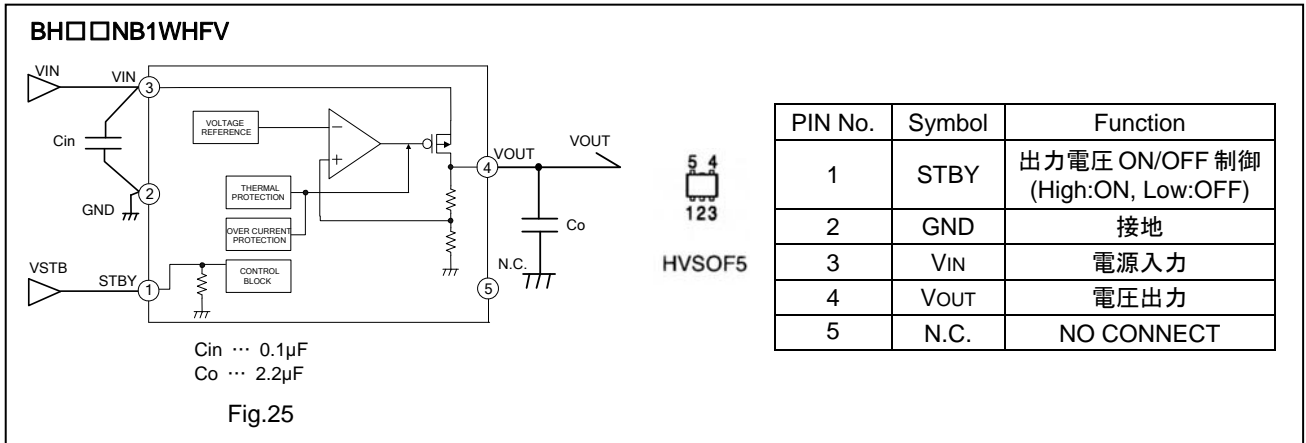 BH□□NB1WHFV
VIN
VIN
3
Cin
2
GND
VOLTAGE
REFERENCE
−
+
THERMAL
PROTECTION
OVER CURRENT
PROTECTION
VSTB
STBY
1
CONTROL
BLOCK
4
VOUT
VOUT
Co
N.C.
5
Cin ⋯ 0.1µF
Co ⋯ 2.2µF
Fig.25
5 4
1 2 3
HVSOF5
PIN No. Symbol Function
1 STBY 出力電圧 ON/OFF 制御
(High:ON, Low:OFF)
2 GND 接地
3 VIN 電源入力
4 VOUT 電圧出力
5 N.C. NO CONNECT